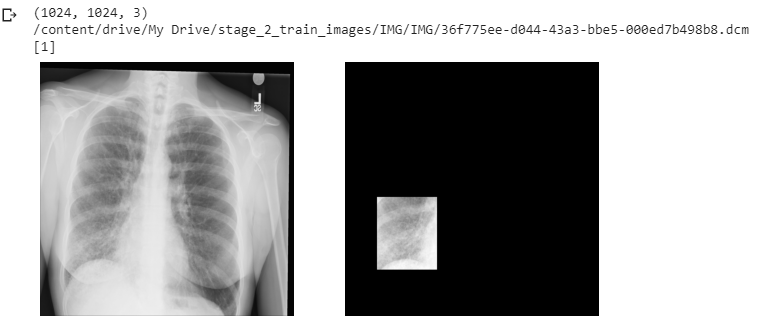 (1024, 1024, 3)
/content/drive/My Drive/stage_2_train_images/IMG/IMG/36f775ee-d044-43a3-bbe5-000ed7b498b8.dcm
[1]
L